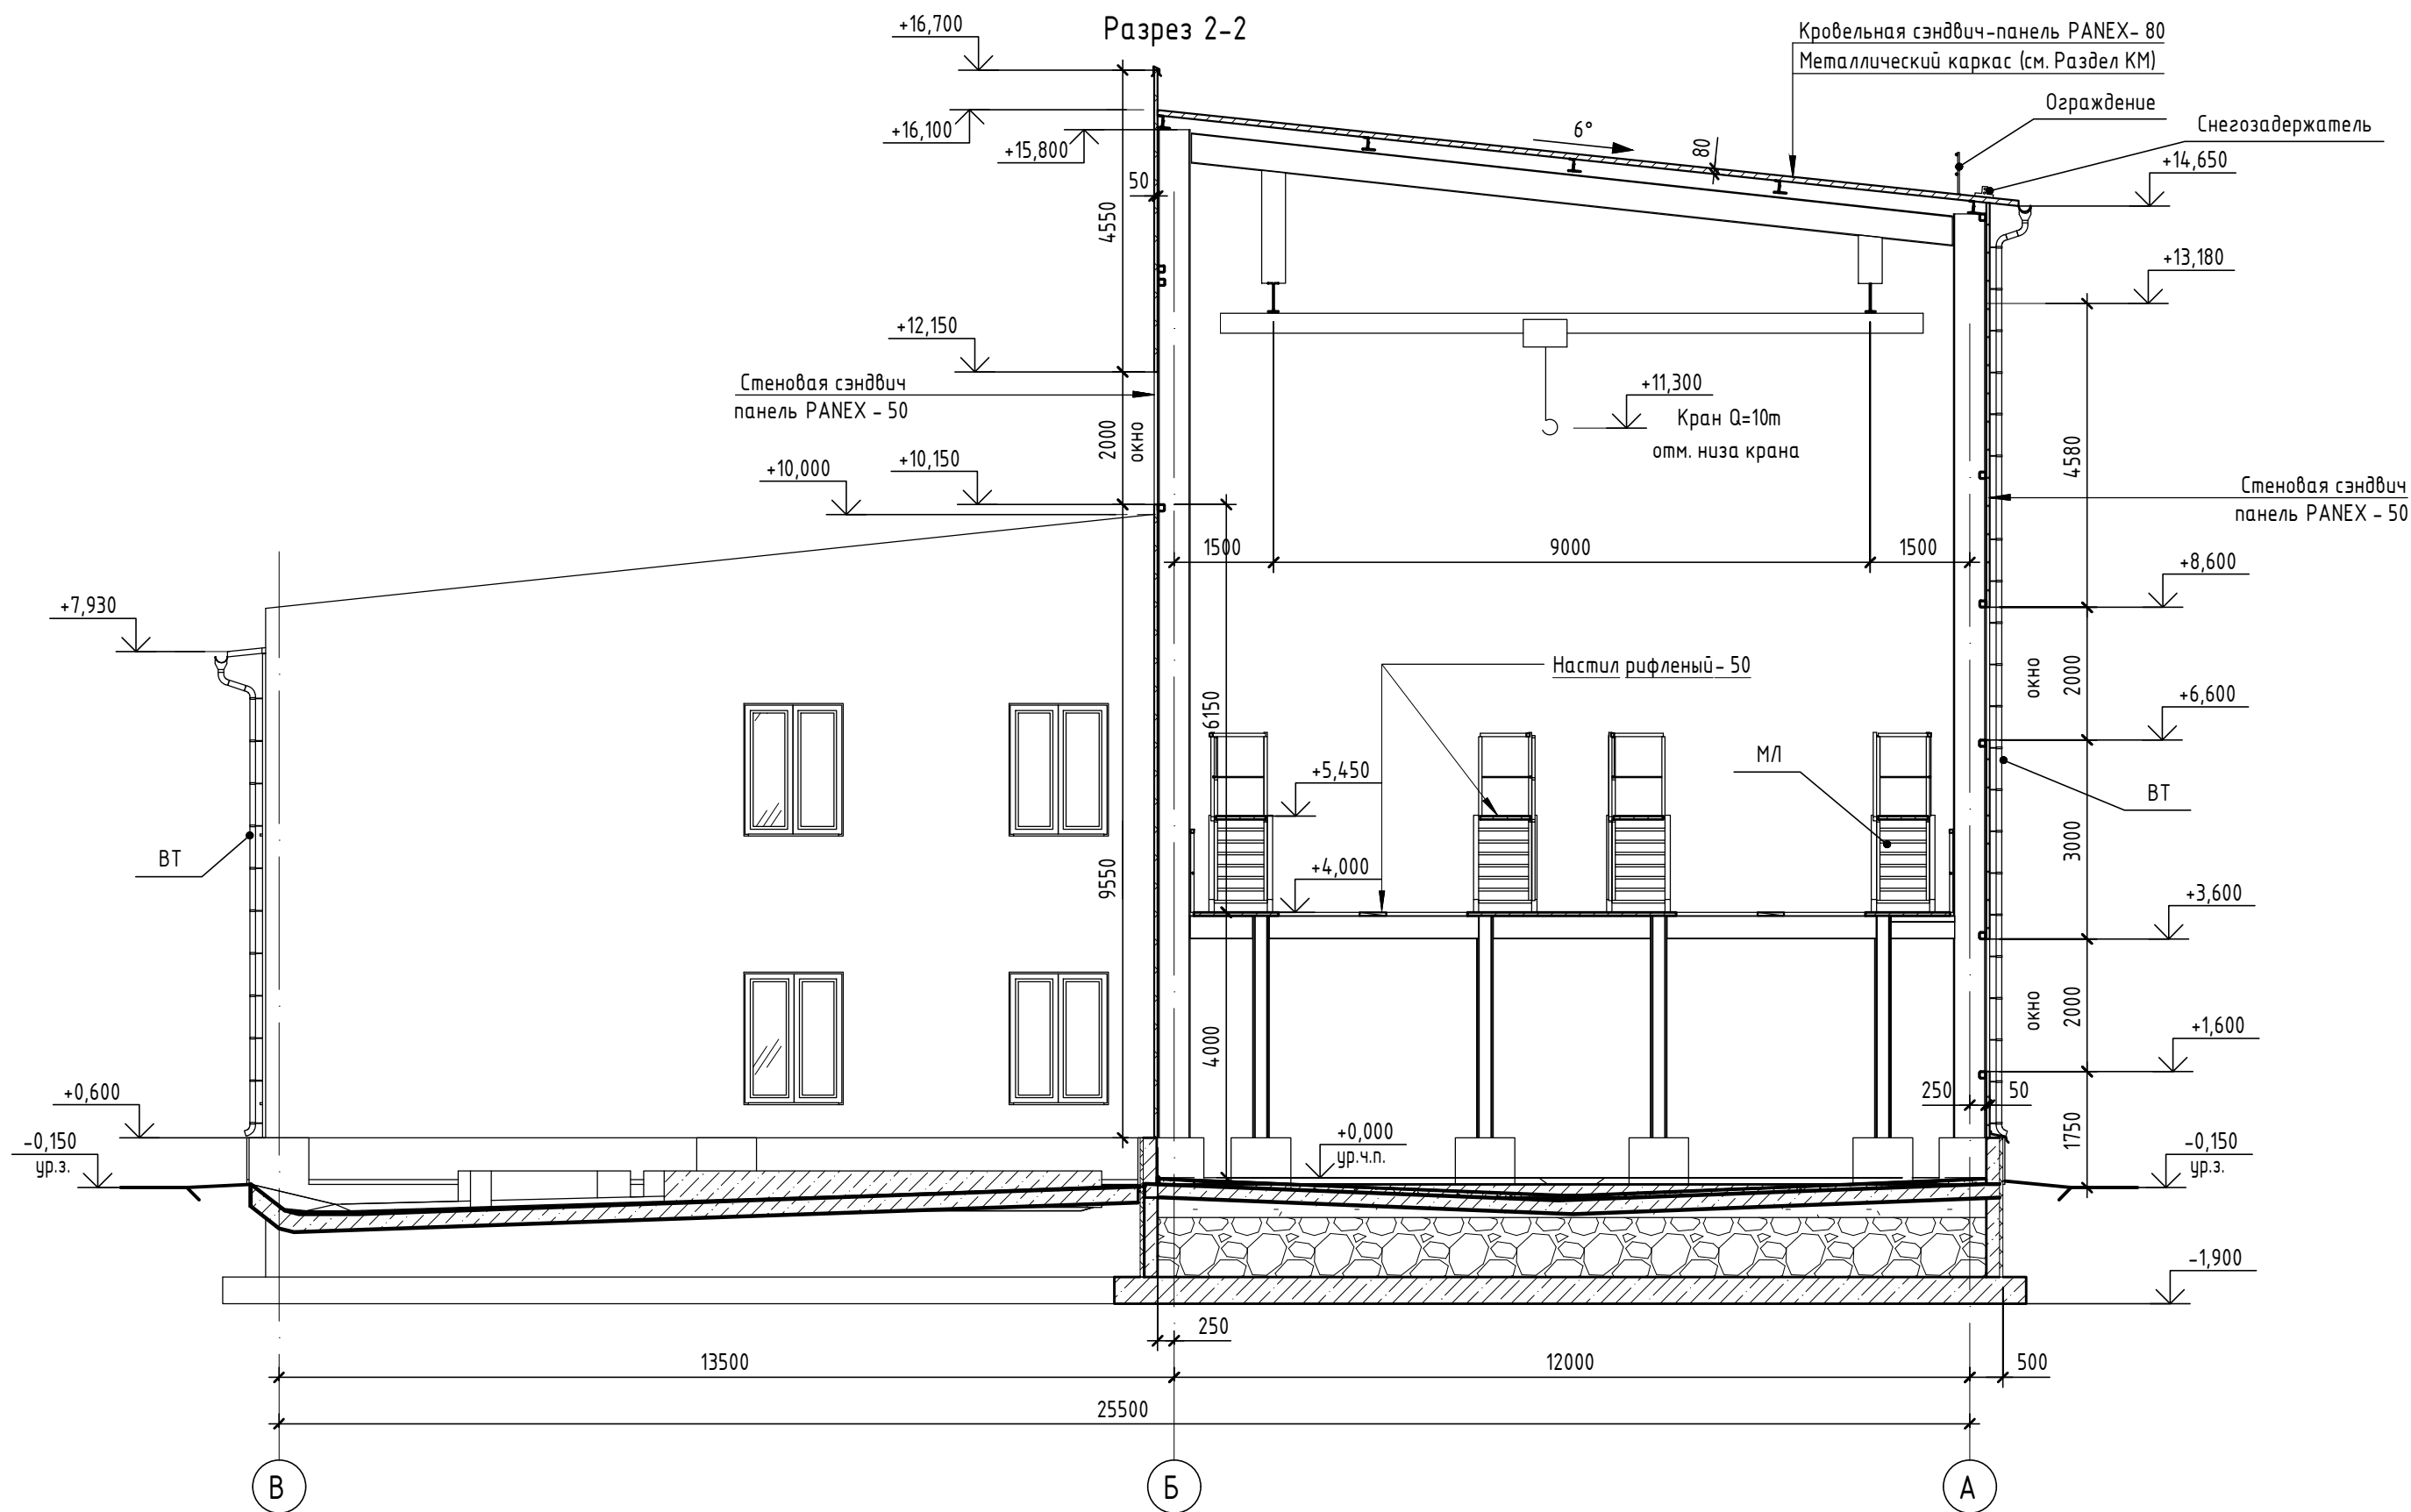 Разрез 2-2
+16,700
Кровельная сэндвич-панель PANEX- 80
Металлический каркас (см. Раздел КМ)
Ограждение
Снегозадержатель
+16,100
+15,800
6°
80
+14,650
50
4550
+13,180
+12,150
Стеновая сэндвич
панель PANEX - 50
+11,300
Кран Q=10т
отм. низа крана
2000
окно
+10,150
+10,000
4580
Стеновая сэндвич
панель PANEX - 50
1500
9000
1500
+8,600
+7,930
Настил рифленый- 50
окно
2000
6150
+6,600
МЛ
+5,450
ВТ
ВТ
3000
+4,000
9550
+3,600
окно
2000
4000
+1,600
250
50
+0,600
1750
-0,150
ур.з.
+0,000
ур.ч.п.
-0,150
ур.з.
-1,900
250
13500
12000
500
25500
В
Б
А